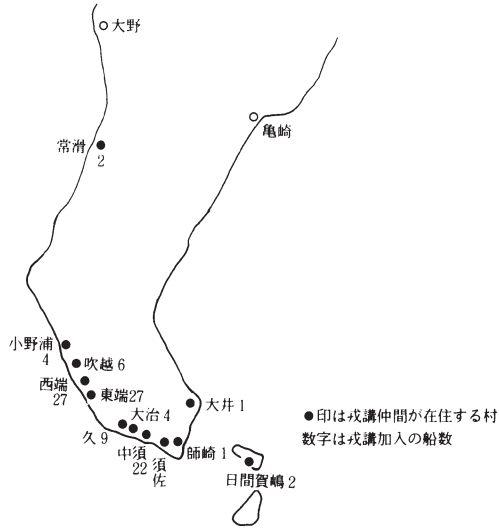 大野
亀崎
常滑
2
小野浦
4
吹越6
西端
27
東端27
大治4
久9
中須
22
須
佐
師崎1
大井1
日間賀嶋2
●印は戎講仲間が在住する村
数字は戎講加入の船数